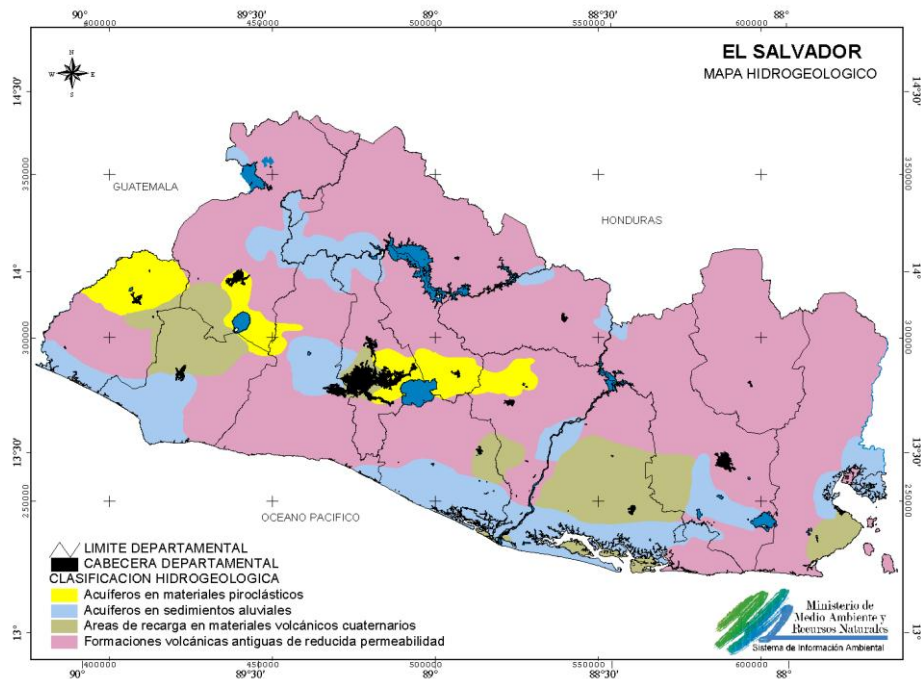 90°
89°30'
89°
88°30'
88°
400000
450000
500000
550000
600000
EL SALVADOR
MAPA HIDROGEOLOGICO
N
W
E
S
14°30'
14°30'
350000
350000
GUATEMALA
HONDURAS
14°
14°
300000
300000
13°30'
13°30'
250000
250000
OCEANO PACIFICO
LIMITE DEPARTAMENTAL
CABECERA DEPARTAMENTAL
CLASIFICACION HIDROGEOLOGICA
Acuíferos en materiales piroclásticos
Acuíferos en sedimientos aluviales
Areas de recarga en materiales volcánicos cuaternarios
Formaciones volcánicas antiguas de reducida permeabilidad
Ministerio de
Medio Ambiente y
Recursos Naturales
Sistema de Información Ambiental
13°
13°
90°
400000
450000
89°30'
500000
89°
550000
88°30'
600000
88°